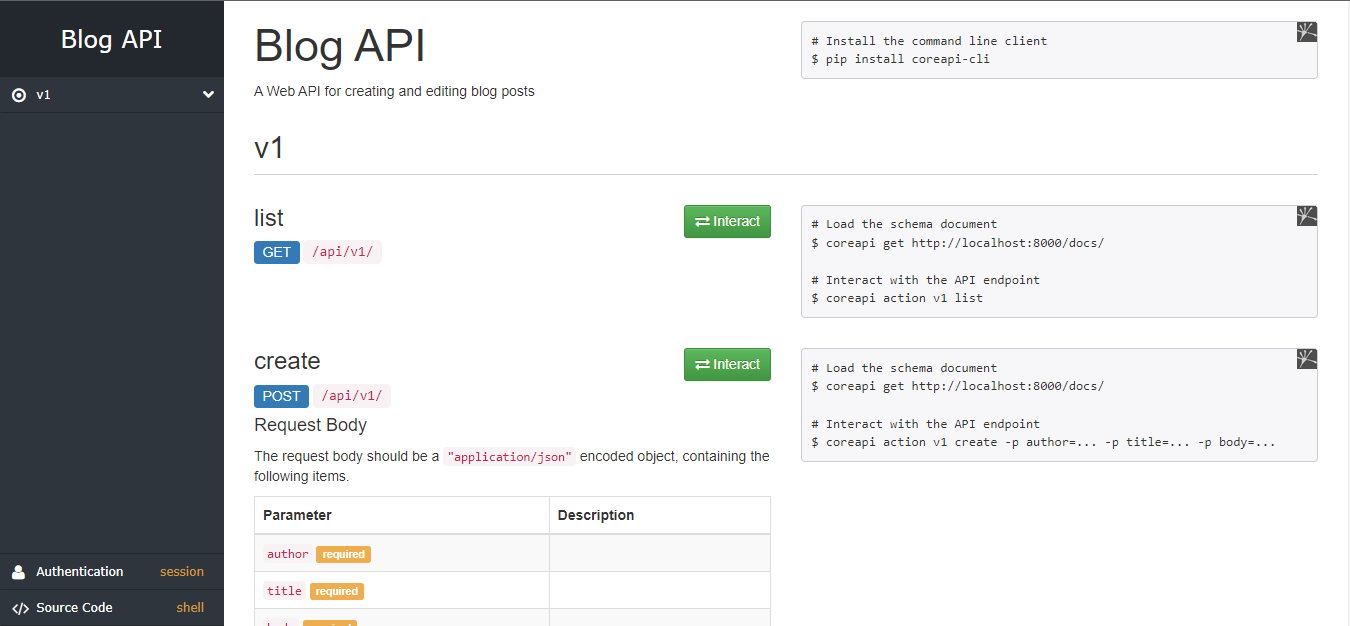 Blog API
v1
Authentication session
Source Code shell
Blog API
A Web API for creating and editing blog posts
# Install the command line client
$ pip install coreapi-cli
v1
list
Interact
GET /api/v1/
# Load the schema document
$ coreapi get http://localhost:8000/docs/
# Interact with the API endpoint
$ coreapi action v1 list
create
Interact
POST /api/v1/
Request Body
The request body should be a "application/json" encoded object, containing the
following items.
Parameter Description
author required
title required
# Load the schema document
$ coreapi get http://localhost:8000/docs/
# Interact with the API endpoint
$ coreapi action v1 create -p author=... -p title=... -p body=...